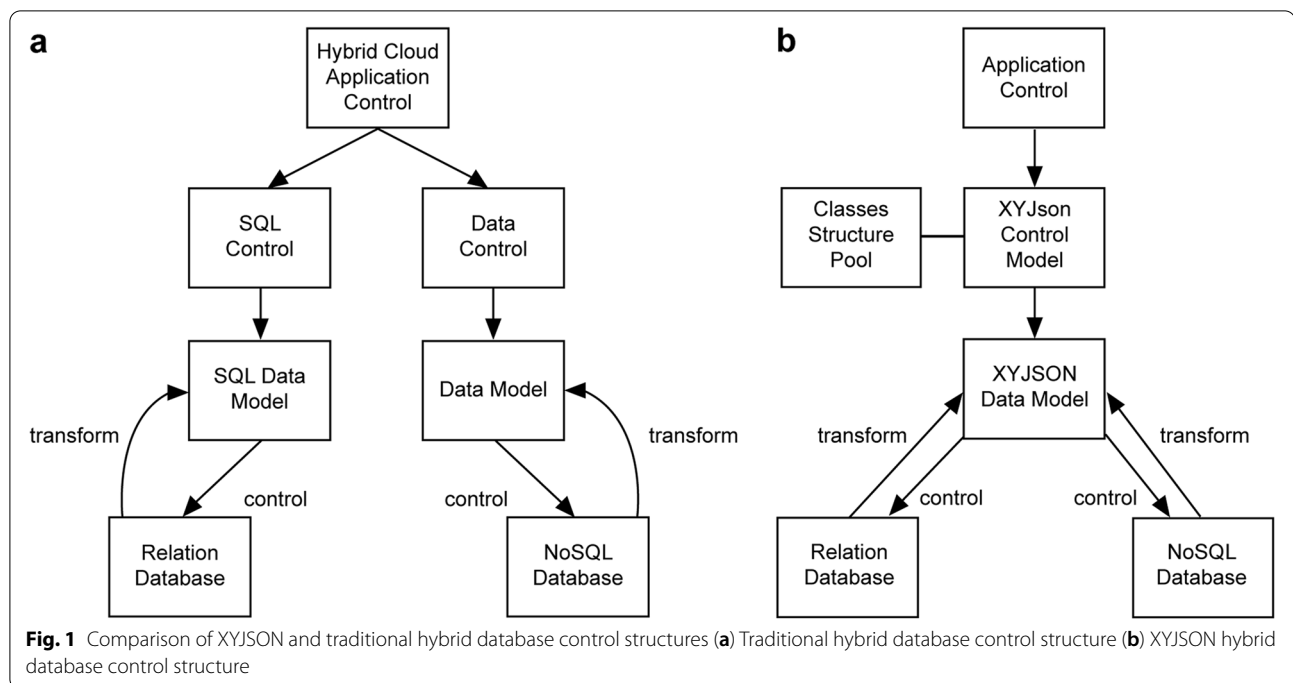 a
Hybrid Cloud
Application
Control
SQL
Control
Data
Control
SQL Data
Model
Data Model
transform
transform
control
control
Relation
Database
NoSQL
Database
b
Application
Control
Classes
Structure
Pool
XYJson
Control
Model
XYJSON
Data Model
transform
transform
control
control
Relation
Database
NoSQL
Database
Fig. 1 Comparison of XYJSON and traditional hybrid database control structures (a) Traditional hybrid database control structure (b) XYJSON hybrid
database control structure